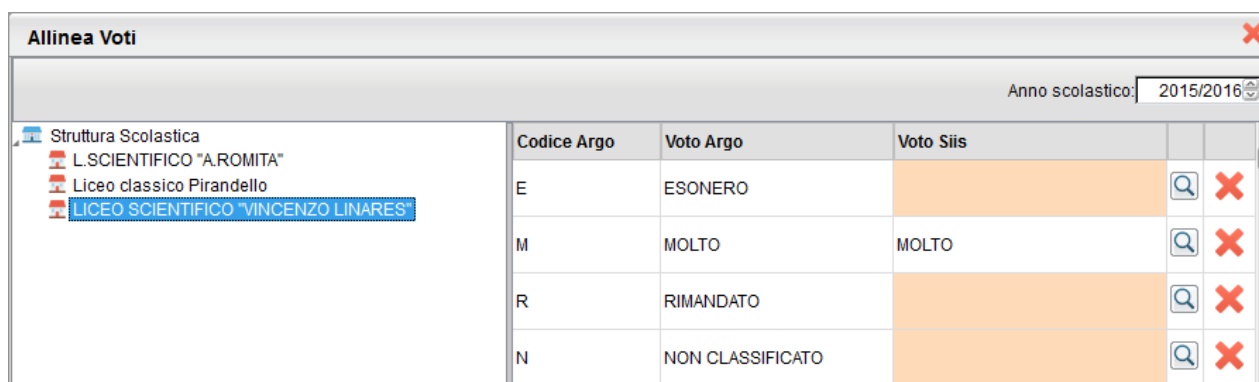 Allinea Voti
Anno scolastico: 2015/2016
Struttura Scolastica
L.SCIENTIFICO "A.ROMITA"
Liceo classico Pirandello
LICEO SCIENTIFICO "VINCENZO LINARES"
Codice Argo Voto Argo Voto Siis
E ESONERO
M MOLTO MOLTO
R RIMANDATO
N NON CLASSIFICATO